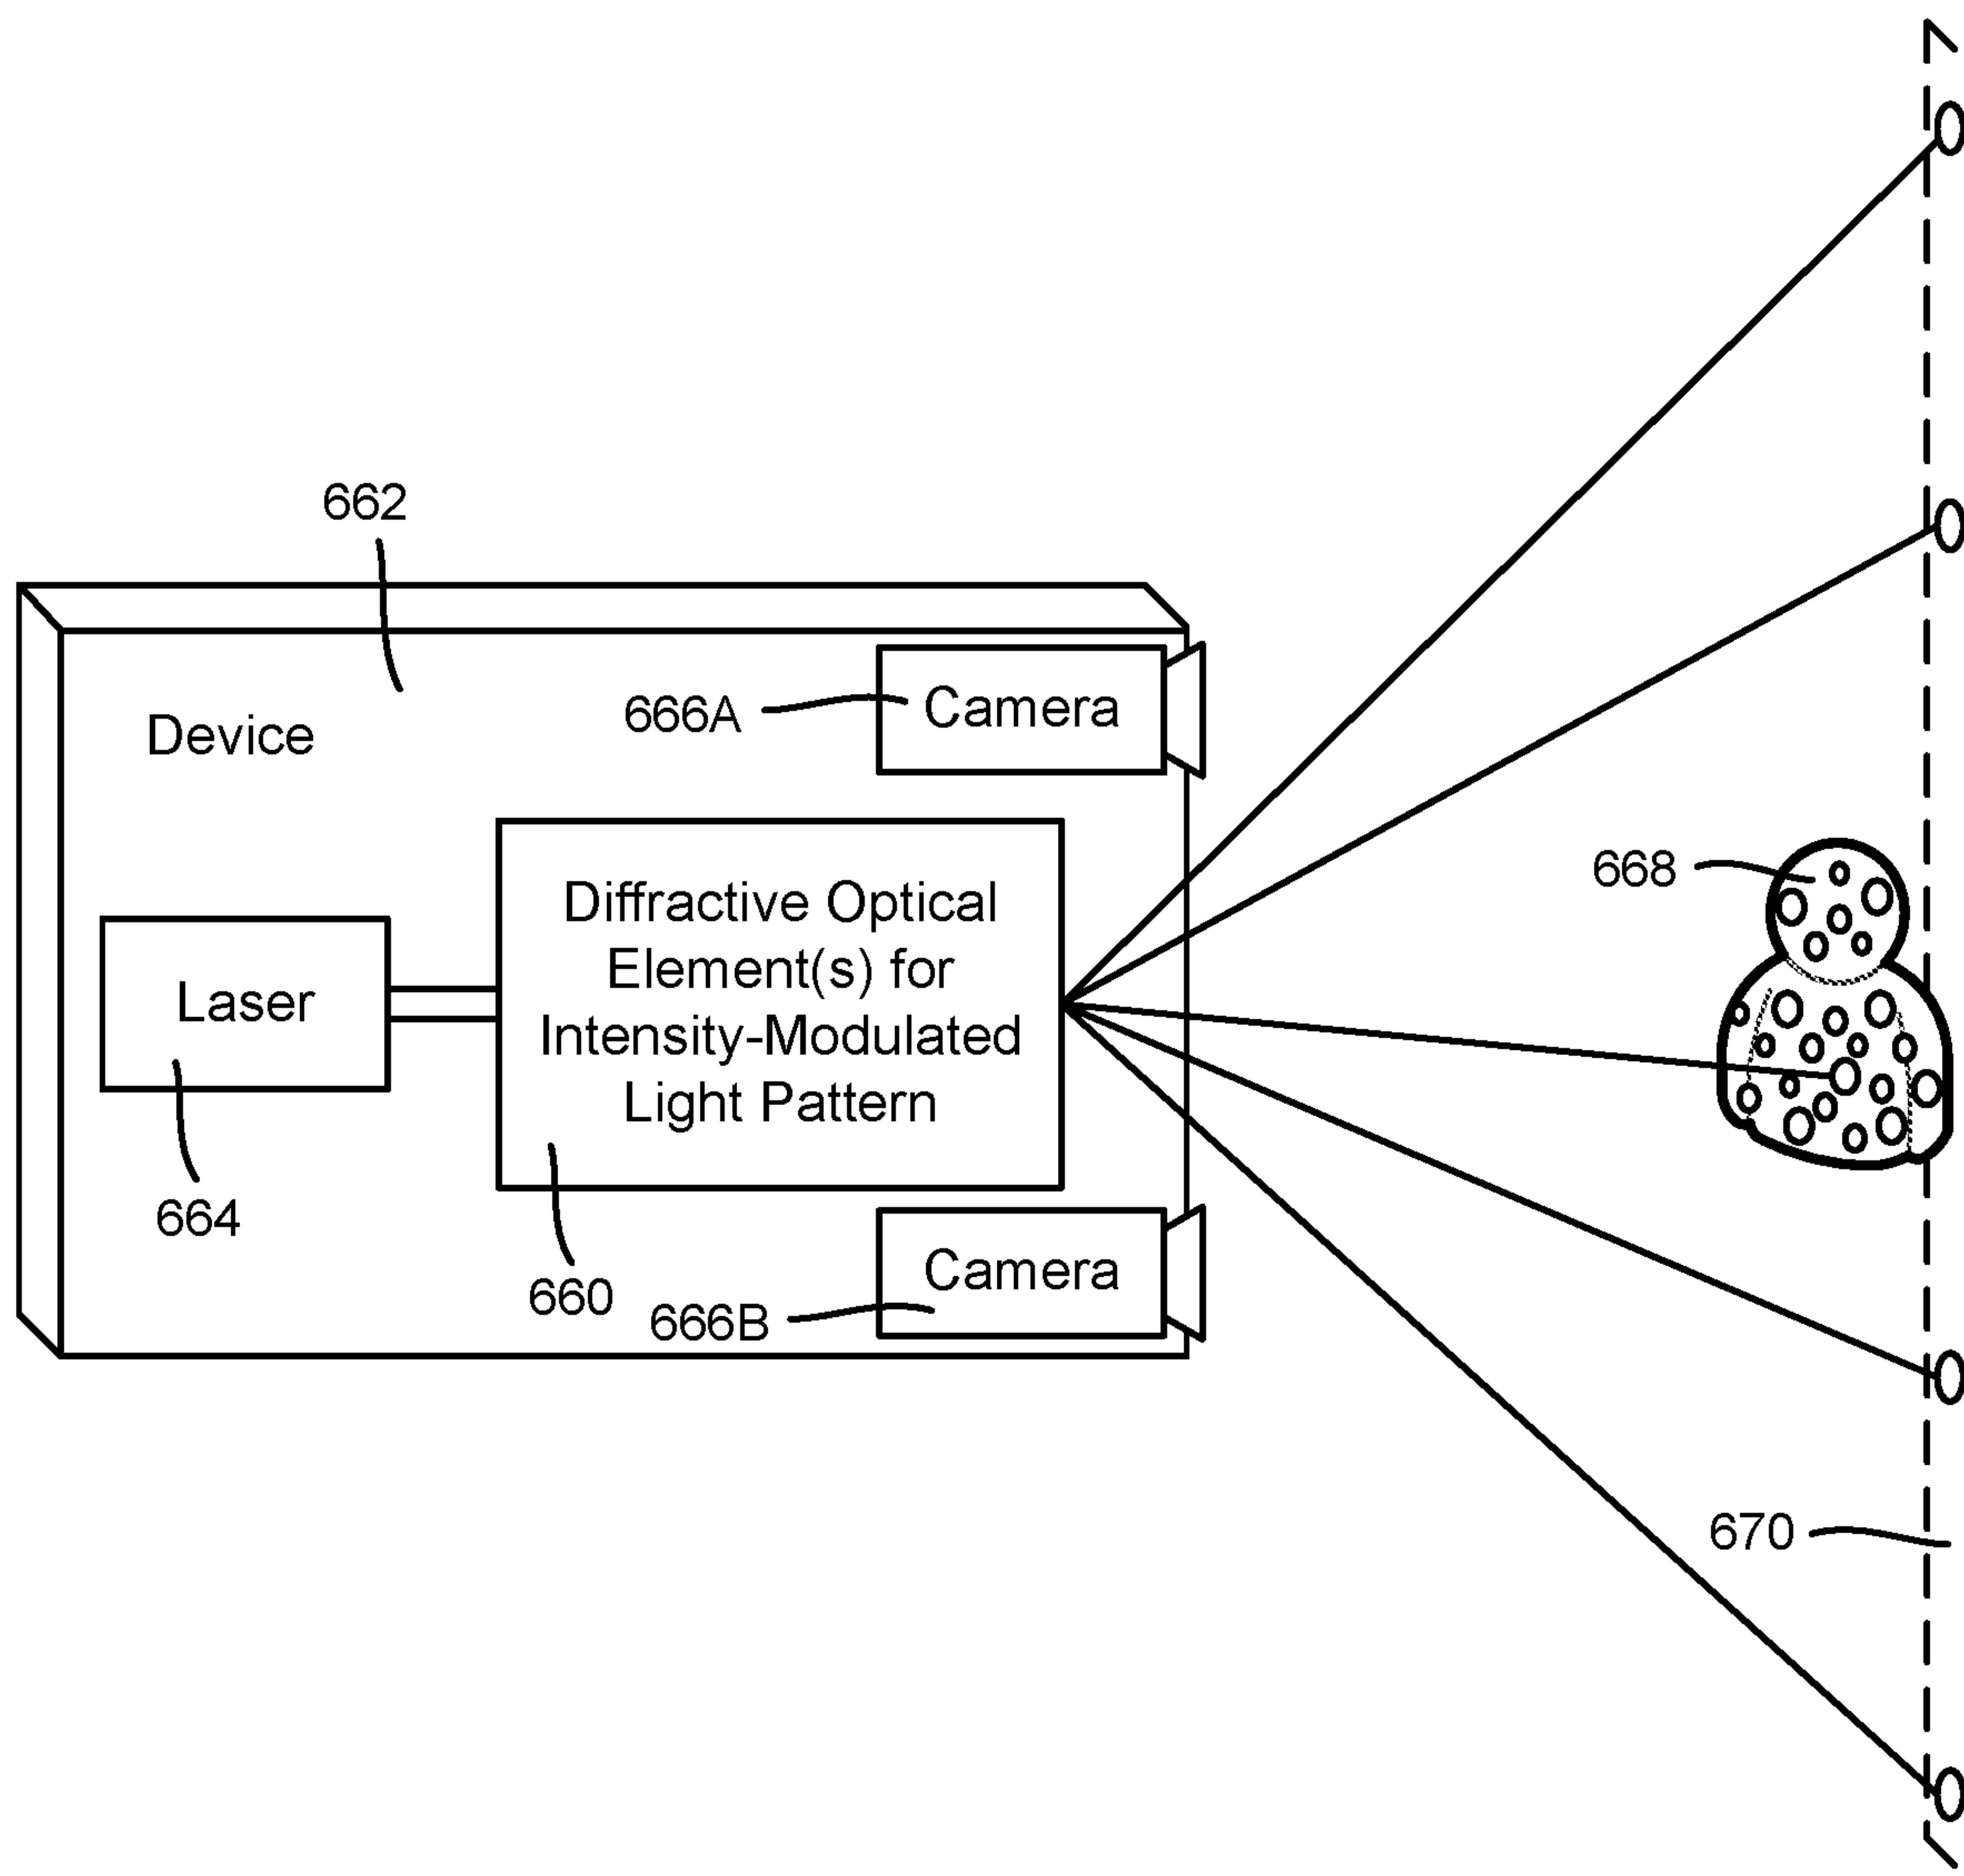 662
Device
666A
Camera
Diffractive Optical
Element(s) for
Intensity-Modulated
Light Pattern
Laser
664
660
666B
Camera
668
670